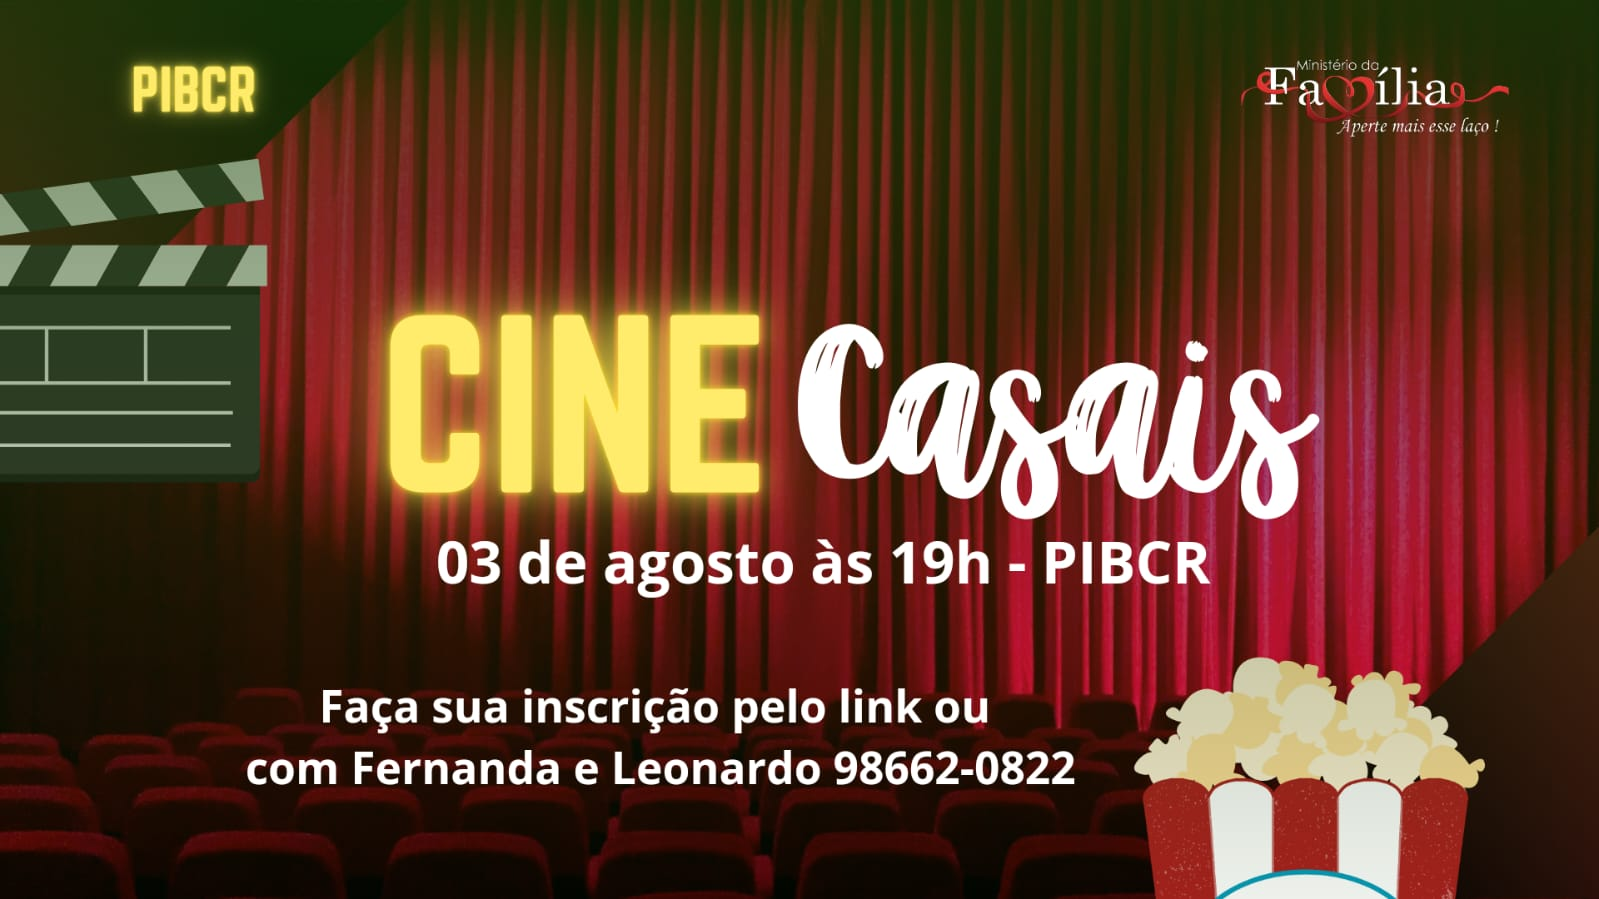 PIBCR
Ministério da
Família
Aperte mais esse laço !
CINE Casais
03 de agosto às 19h - PIBCR
Faça sua inscrição pelo link ou
com Fernanda e Leonardo 98662-0822